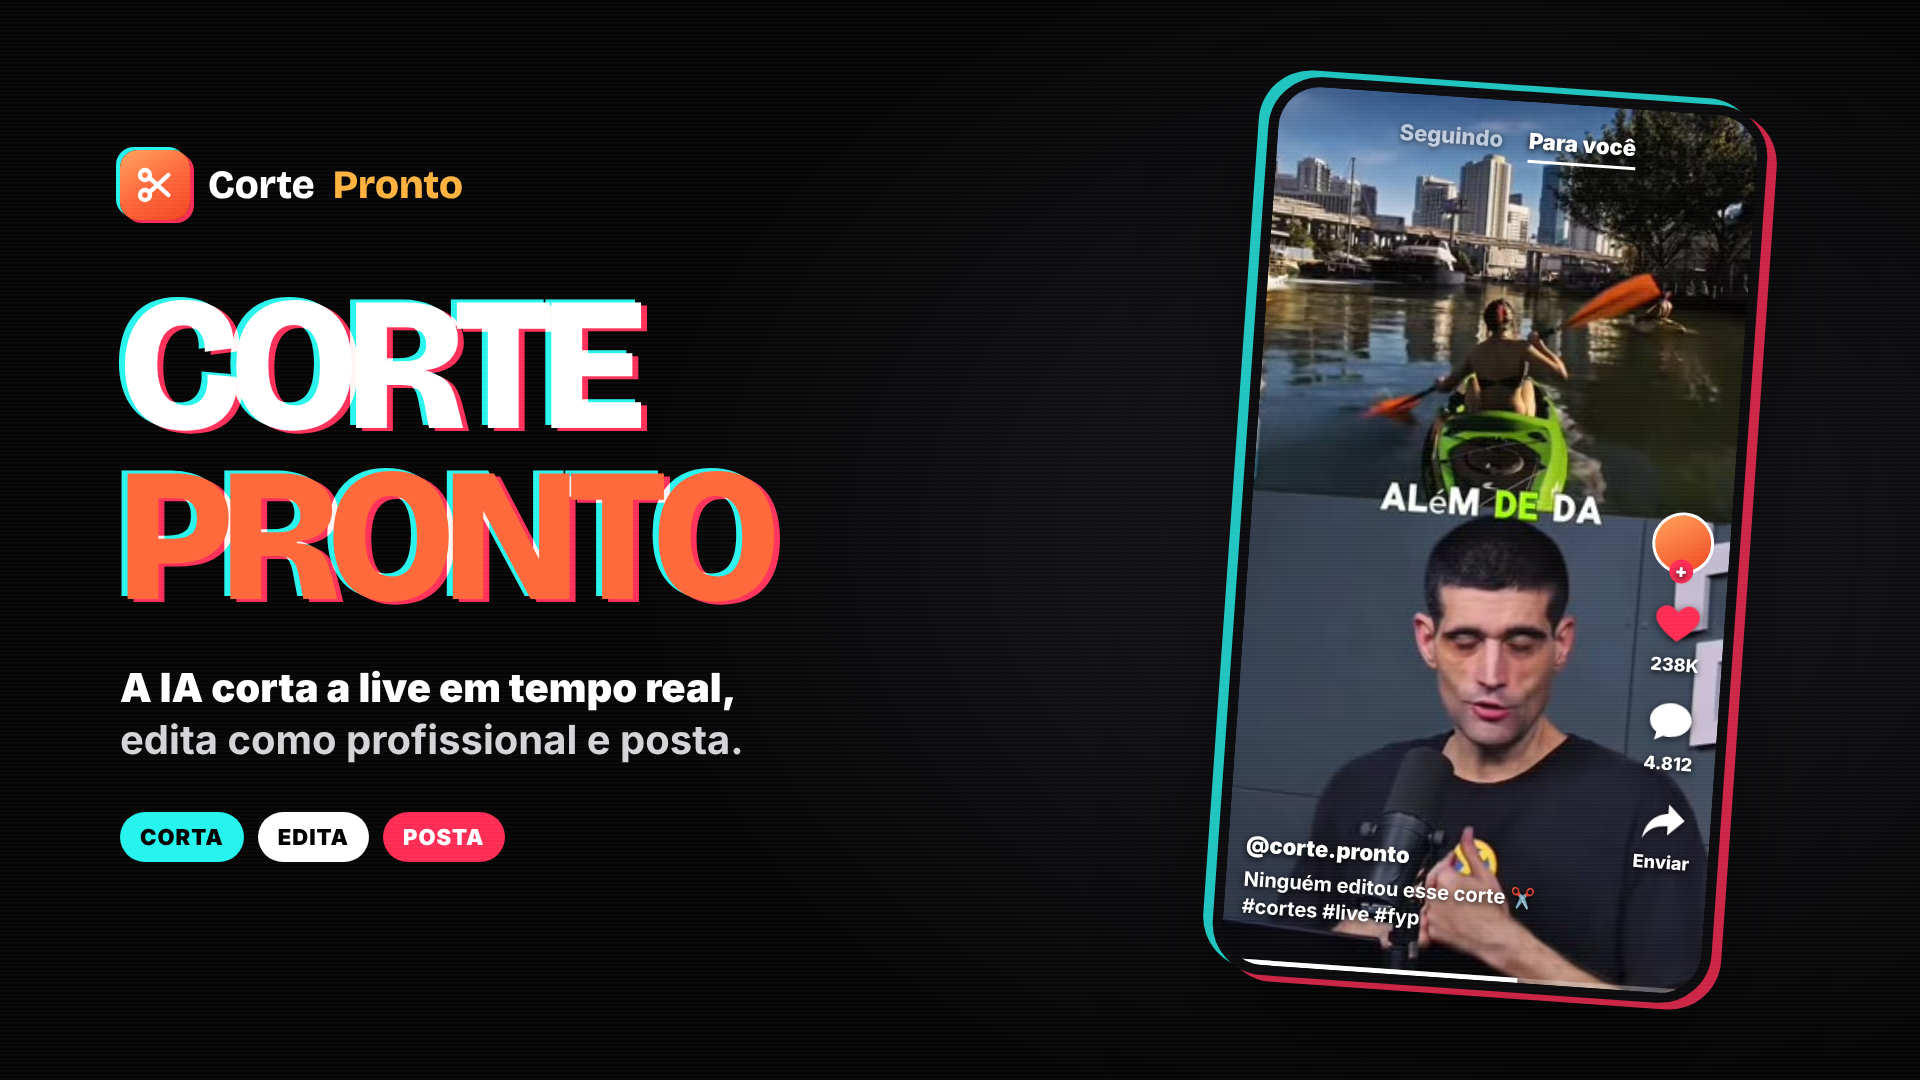 Corte Pronto
CORTE
PRONTO
A IA corta a live em tempo real,
edita como profissional e posta.
CORTA
EDITA
POSTA
Seguindo
Para você
ALéM DE DA
238K
4.812
Enviar
@corte.pronto
Ninguém editou esse corte ✂️
#cortes #live #fyp